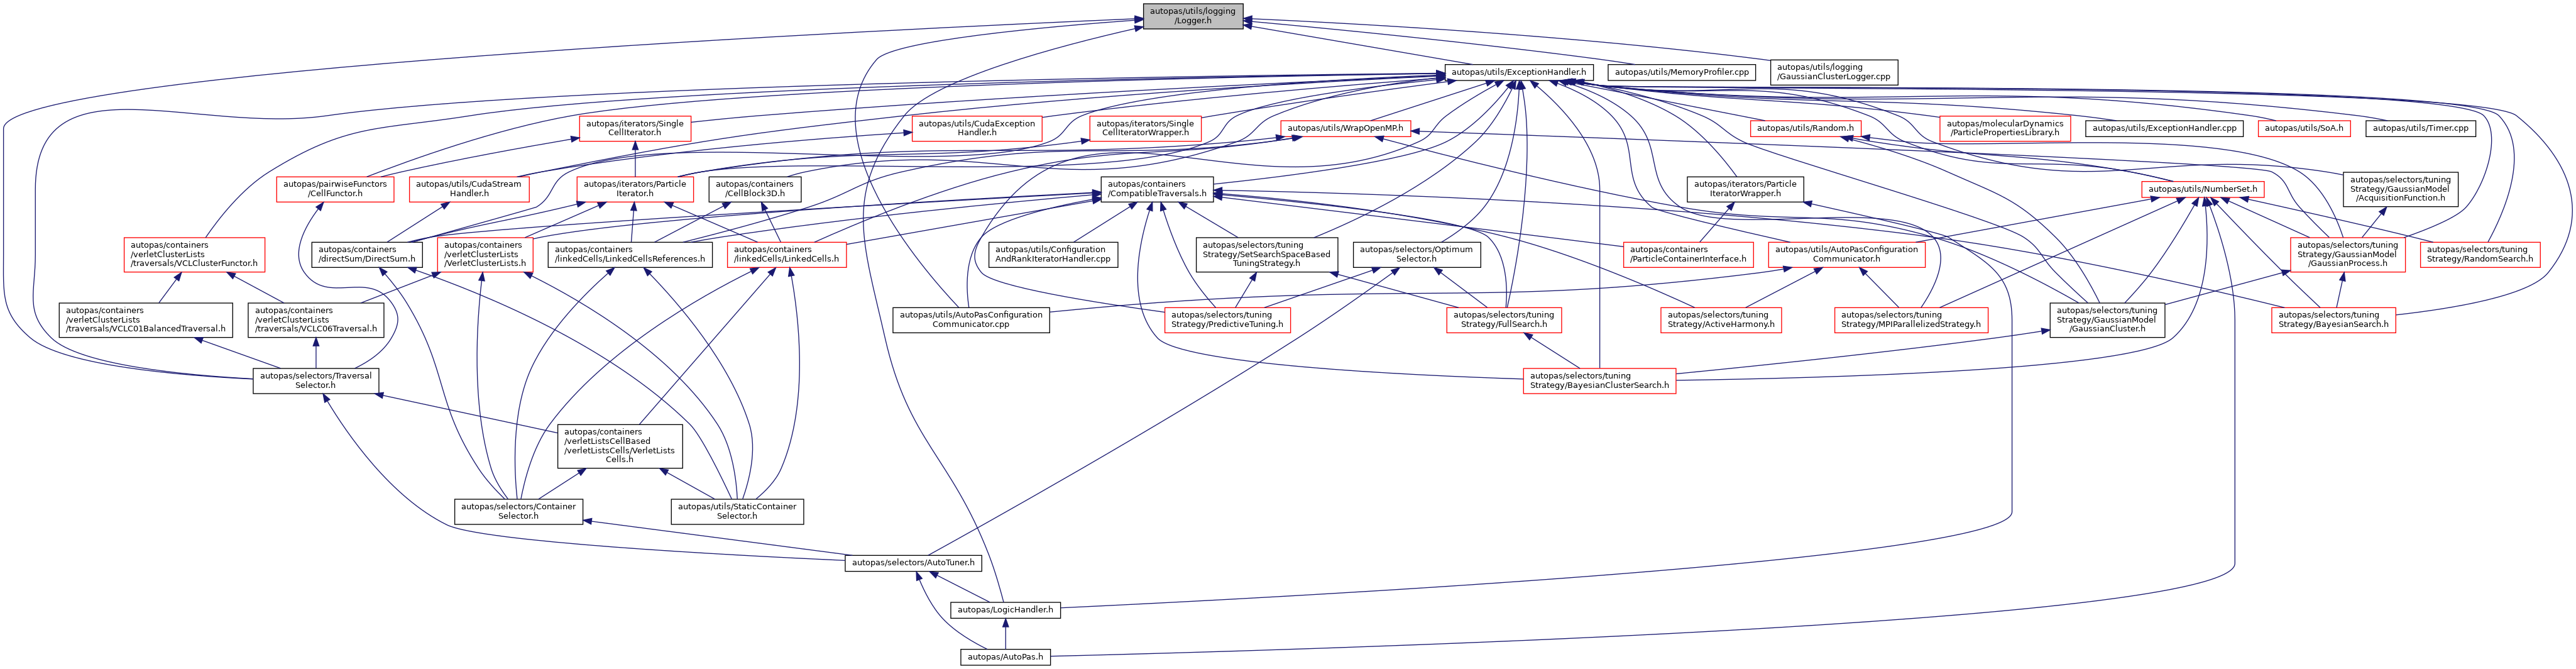 autopas/utils/logging
/Logger.h
autopas/utils/ExceptionHandler.h
autopas/utils/MemoryProfiler.cpp
autopas/utils/logging
/GaussianClusterLogger.cpp
autopas/iterators/Single
CellIterator.h
autopas/utils/CudaException
Handler.h
autopas/iterators/Single
CellIteratorWrapper.h
autopas/utils/WrapOpenMP.h
autopas/utils/Random.h
autopas/molecularDynamics
/ParticlePropertiesLibrary.h
autopas/utils/ExceptionHandler.cpp
autopas/utils/SoA.h
autopas/utils/Timer.cpp
autopas/pairwiseFunctors
/CellFunctor.h
autopas/utils/CudaStream
Handler.h
autopas/iterators/Particle
Iterator.h
autopas/containers
/CellBlock3D.h
autopas/containers
/CompatibleTraversals.h
autopas/iterators/Particle
IteratorWrapper.h
autopas/utils/NumberSet.h
autopas/selectors/tuning
Strategy/GaussianModel
/AcquisitionFunction.h
autopas/containers
/verletClusterLists
/traversals/VCLClusterFunctor.h
autopas/containers
/directSum/DirectSum.h
autopas/containers
/verletClusterLists
/VerletClusterLists.h
autopas/containers
/linkedCells/LinkedCellsReferences.h
autopas/containers
/linkedCells/LinkedCells.h
autopas/utils/Configuration
AndRankIteratorHandler.cpp
autopas/selectors/tuning
Strategy/SetSearchSpaceBased
TuningStrategy.h
autopas/selectors/Optimum
Selector.h
autopas/containers
/ParticleContainerInterface.h
autopas/utils/AutoPasConfiguration
Communicator.h
autopas/selectors/tuning
Strategy/GaussianModel
/GaussianProcess.h
autopas/selectors/tuning
Strategy/RandomSearch.h
autopas/containers
/verletClusterLists
/traversals/VCLC01BalancedTraversal.h
autopas/containers
/verletClusterLists
/traversals/VCLC06Traversal.h
autopas/utils/AutoPasConfiguration
Communicator.cpp
autopas/selectors/tuning
Strategy/PredictiveTuning.h
autopas/selectors/tuning
Strategy/FullSearch.h
autopas/selectors/tuning
Strategy/ActiveHarmony.h
autopas/selectors/tuning
Strategy/MPIParallelizedStrategy.h
autopas/selectors/tuning
Strategy/GaussianModel
/GaussianCluster.h
autopas/selectors/tuning
Strategy/BayesianSearch.h
autopas/selectors/Traversal
Selector.h
autopas/selectors/tuning
Strategy/BayesianClusterSearch.h
autopas/containers
/verletListsCellBased
/verletListsCells/VerletLists
Cells.h
autopas/selectors/Container
Selector.h
autopas/utils/StaticContainer
Selector.h
autopas/selectors/AutoTuner.h
autopas/LogicHandler.h
autopas/AutoPas.h